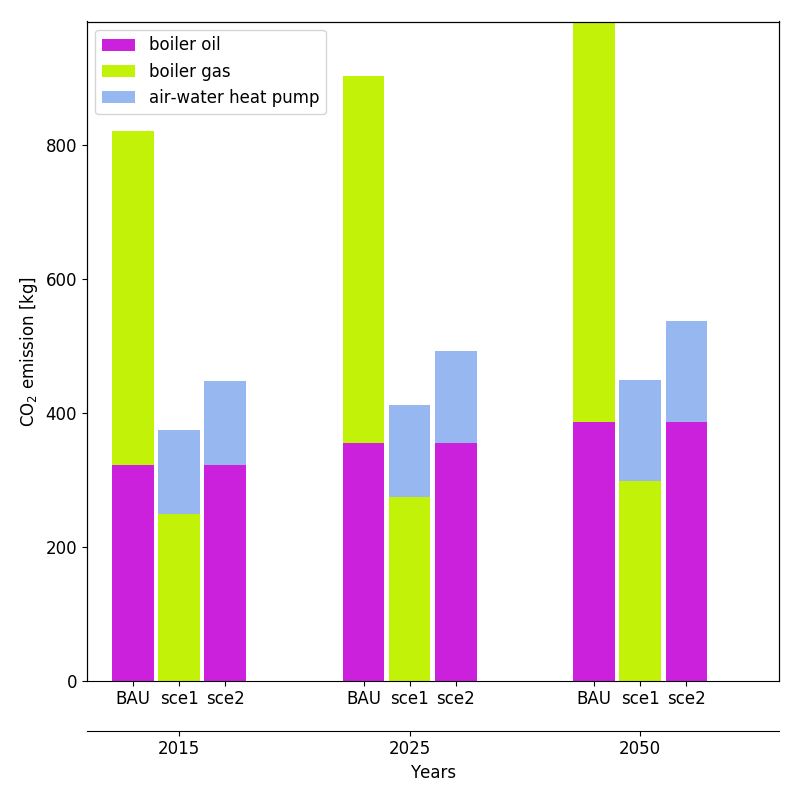 boiler oil
boiler gas
air-water heat pump
800
600
400
200
0
CO₂ emission [kg]
BAU sce1 sce2 BAU sce1 sce2 BAU sce1 sce2
2015 2025 2050
Years